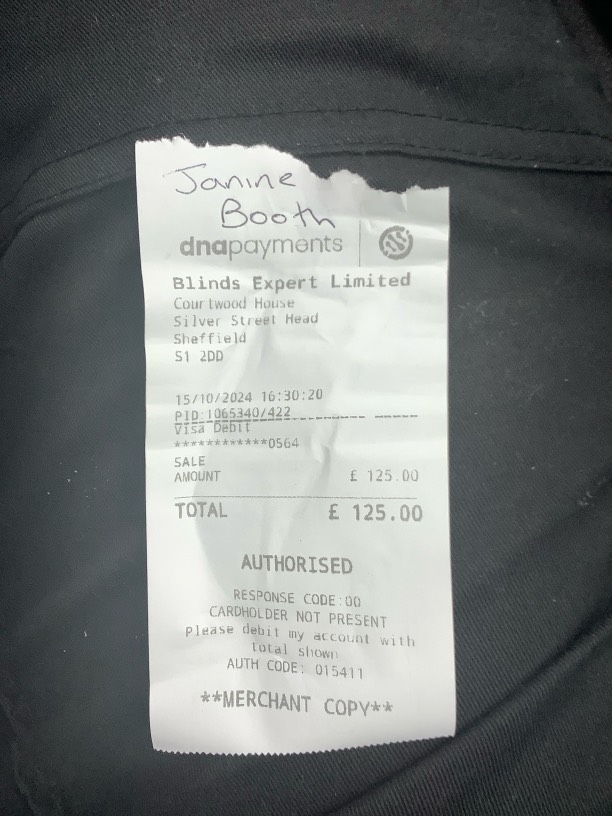 Janine
Booth
dnapayments
Blinds Expert Limited
Courtwood House
Silver Street Head
Sheffield
S1 2DD
15/10/2024 16:30:20
PID:1065340/422
Visa Debit
************0564
SALE
AMOUNT £ 125.00
TOTAL £ 125.00
AUTHORISED
RESPONSE CODE:00
CARDHOLDER NOT PRESENT
Please debit my account with
total shown
AUTH CODE: 015411
**MERCHANT COPY**